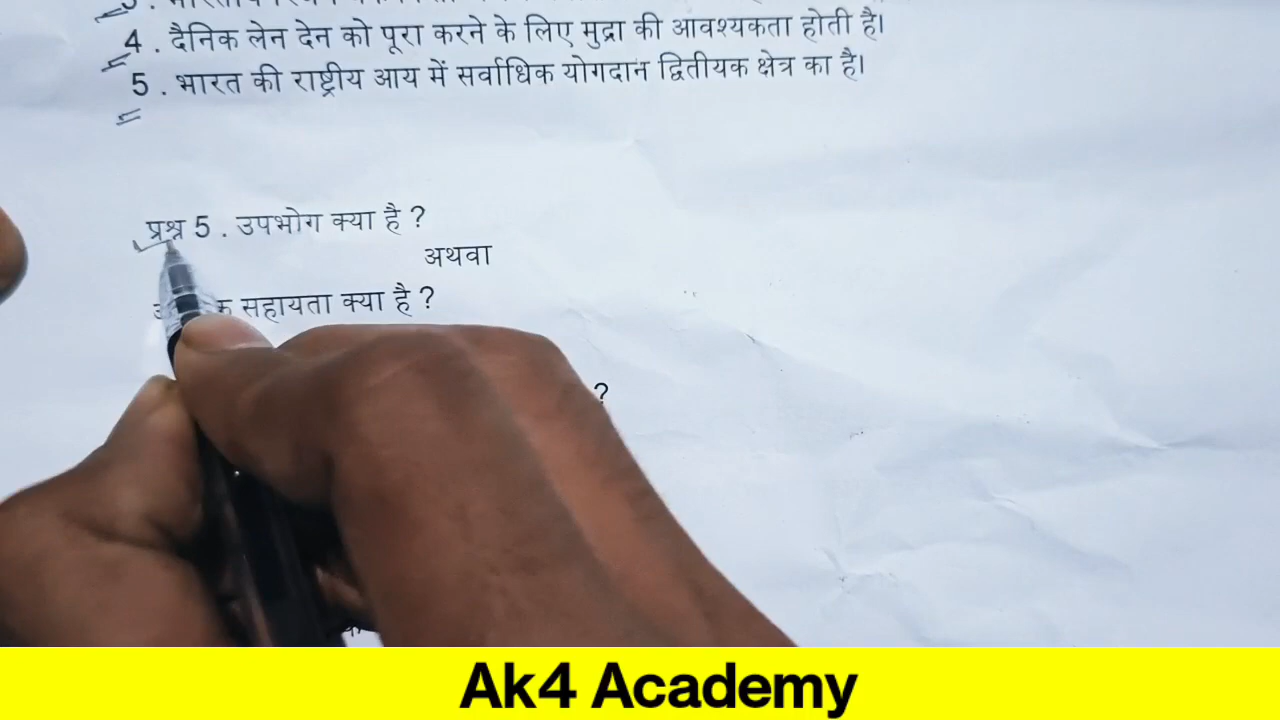 4 . दैनिक लेन देन को पूरा करने के लिए मुद्रा की आवश्यकता होती है।
5 . भारत की राष्ट्रीय आय में सर्वाधिक योगदान द्वितीयक क्षेत्र का है।
प्रश्न 5 . उपभोग क्या है ?
अथवा
सहायता क्या है ?
?
Ak4 Academy